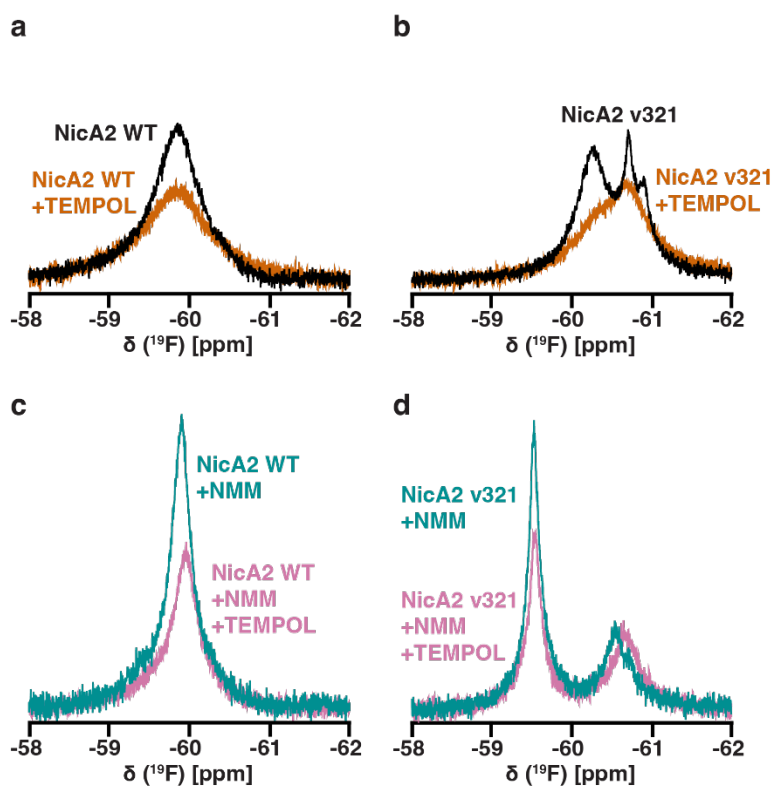 a
NicA2 WT
NicA2 WT
+TEMPOL
-58 -59 -60 -61 -62
δ (¹⁹F) [ppm]
b
NicA2 v321
NicA2 v321
+TEMPOL
-58 -59 -60 -61 -62
δ (¹⁹F) [ppm]
c
NicA2 WT
+NMM
NicA2 WT
+NMM
+TEMPOL
-58 -59 -60 -61 -62
δ (¹⁹F) [ppm]
d
NicA2 v321
+NMM
NicA2 v321
+NMM
+TEMPOL
-58 -59 -60 -61 -62
δ (¹⁹F) [ppm]